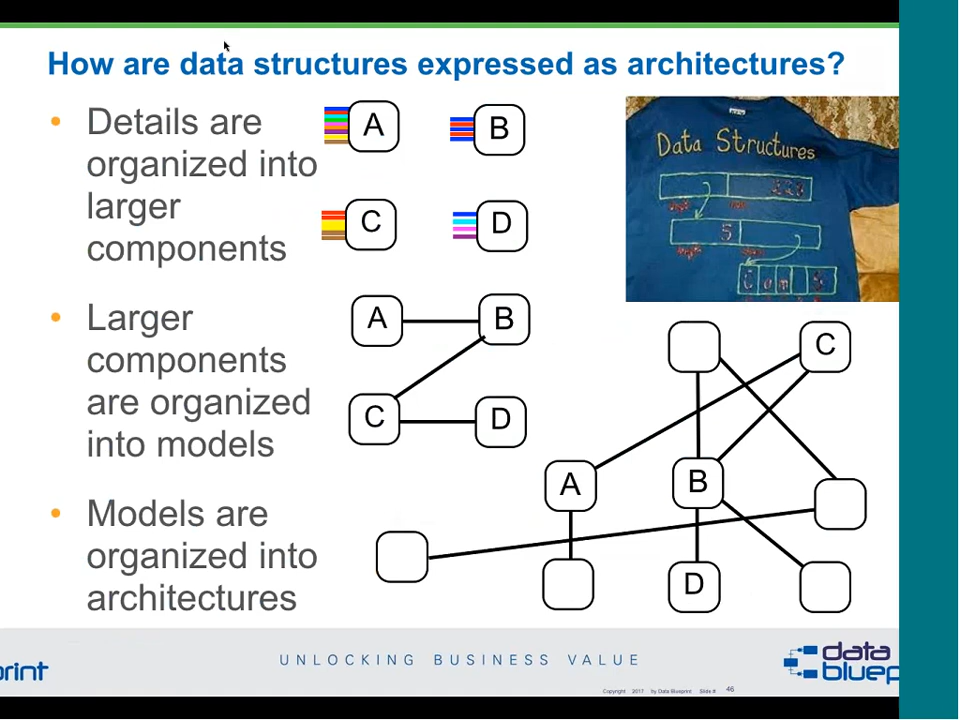 How are data structures expressed as architectures?
• Details are
organized into
larger
components
A
B
C
D
Data Structures
5
C o m S
• Larger
components
are organized
into models
A
B
C
D
• Models are
organized into
architectures
C
A
B
D
print
UNLOCKING BUSINESS VALUE
data
bluep
Copyright 2017 by Data Blueprint Slide # 46